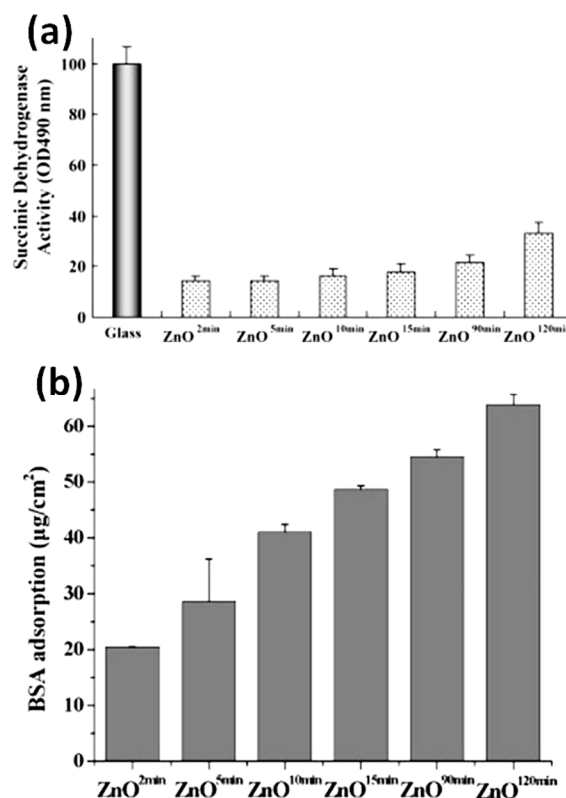 (a)
Succinic Dehydrogenase
Activity (OD490 nm)
100
80
60
40
20
0
Glass ZnO2min ZnO5min ZnO10min ZnO15min ZnO90min ZnO120min
(b)
BSA adsorption (μg/cm2)
60
50
40
30
20
10
0
ZnO2min ZnO5min ZnO10min ZnO15min ZnO90min ZnO120min